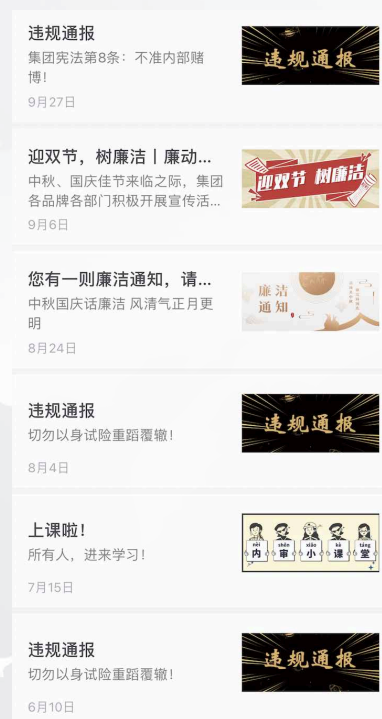 违规通报
集团宪法第8条：不准内部赌
博！
9月27日
违规通报
迎双节，树廉洁丨廉动...
中秋、国庆佳节来临之际，集团
各品牌各部门积极开展宣传活...
9月6日
迎双节 树廉洁
您有一则廉洁通知，请...
中秋国庆话廉洁 风清气正月更
明
8月24日
廉洁
通知
违规通报
切勿以身试险重蹈覆辙！
8月4日
违规通报
上课啦！
所有人，进来学习！
7月15日
nèi shěn xiǎo kè táng
内审小课堂
违规通报
切勿以身试险重蹈覆辙！
6月10日
违规通报